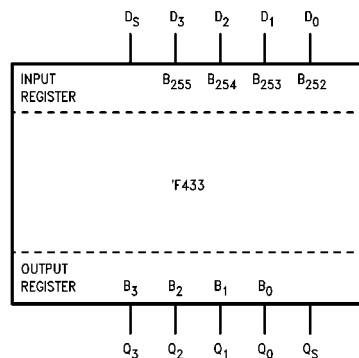 D_S D_3 D_2 D_1 D_0
INPUT REGISTER B_255 B_254 B_253 B_252
'F433
OUTPUT REGISTER B_3 B_2 B_1 B_0
Q_3 Q_2 Q_1 Q_0 Q_S